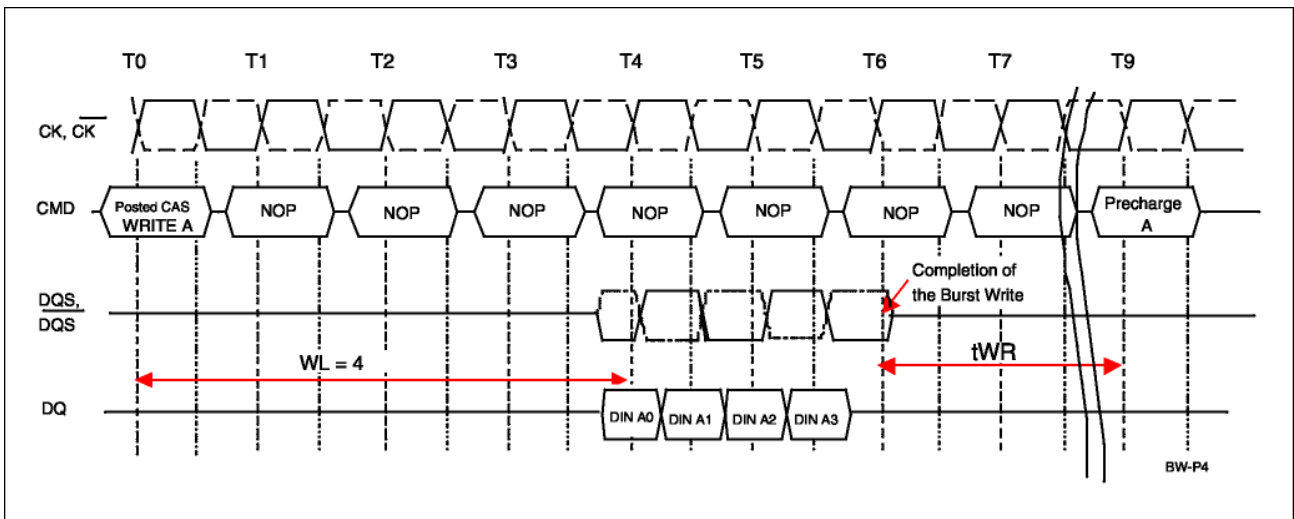 T0 T1 T2 T3 T4 T5 T6 T7 T9
CK, CK
CMD
Posted CAS
WRITE A
NOP NOP NOP NOP NOP NOP NOP
Precharge
A
DQS,
DQS
Completion of
the Burst Write
WL = 4
tWR
DQ
DIN A0 DIN A1 DIN A2 DIN A3
BW-P4